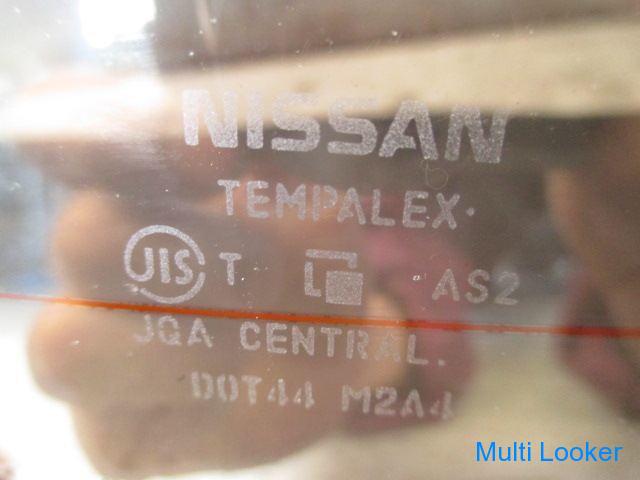 NISSAN
TEMPALEX.
JIS T AS2
JQA CENTRAL.
DOT44 M2A4
Multi Looker